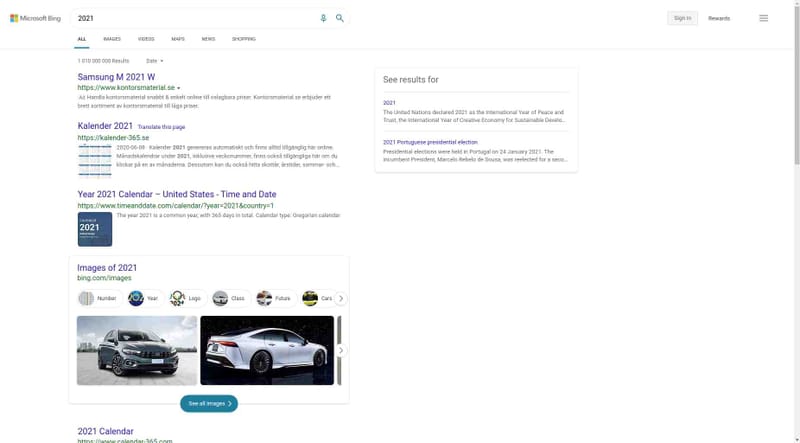 Microsoft Bing
2021
Sign in
Rewards
ALL
IMAGES
VIDEOS
MAPS
NEWS
SHOPPING
1 010 000 000 Results
Date
Samsung M 2021 W
https://www.kontorsmaterial.se
Ad Handla kontorsmaterial snabbt & enkelt online till oslagbara priser. Kontorsmaterial.se erbjuder ett
brett sortiment av kontorsmaterial till låga priser.
Kalender 2021 Translate this page
https://kalender-365.se
2020-06-08 · Kalender 2021 genereras automatiskt och finns alltid tillgänglig här online.
Månadskalender under 2021, inklusive veckonummer, finns också tillgängliga här om du
klickar på en av månaderna. Dessutom kan du också hitta skottår, årstider, sommar- och...
Year 2021 Calendar – United States - Time and Date
https://www.timeanddate.com/calendar/?year=2021&country=1
2021
The year 2021 is a common year, with 365 days in total. Calendar type: Gregorian calendar
Images of 2021
bing.com/images
Number
Year
Logo
Class
Future
Cars
See all images
2021 Calendar
https://www.calendar-365.com
See results for
2021
The United Nations declared 2021 as the International Year of Peace and
Trust, the International Year of Creative Economy for Sustainable Develo...
2021 Portuguese presidential election
Presidential elections were held in Portugal on 24 January 2021. The
incumbent President, Marcelo Rebelo de Sousa, was reelected for a seco...